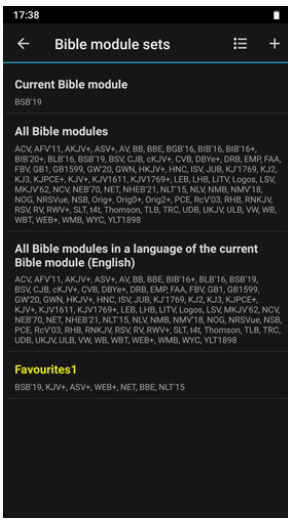 17:38
Bible module sets
Current Bible module
BSB'19
All Bible modules
ACV, AFV'11, AKJV+, ASV+, AV, BB, BBE, BGB'16, BIB'16, BIB'16+,
BIB'20+, BLB'16, BSB'19, BSV, CJB, cKJV+, CVB, DBYe+, DRB, EMP, FAA,
FBV, GB1, GB1599, GW'20, GWN, HKJV+, HNC, ISV, JUB, KJ'1769, KJ2,
KJ3, KJPCE+, KJV+, KJV1611, KJV1769+, LEB, LHB, LITV, Logos, LSV,
MKJV'62, NCV, NEB'70, NET, NHEB'21, NLT'15, NLV, NMB, NMV'18,
NOG, NRSVue, NSB, Orig+, Orig0+, Orig2+, PCE, RcV'03, RHB, RNKJV,
RSV, RV, RWV+, SLT, t4t, Thomson, TLB, TRC, UDB, UKJV, ULB, VW, WB,
WBT, WEB+, WMB, WYC, YLT1898
All Bible modules in a language of the current
Bible module (English)
ACV, AFV'11, AKJV+, ASV+, AV, BB, BBE, BIB'16+, BLB'16, BSB'19,
BSV, CJB, cKJV+, CVB, DBYe+, DRB, EMP, FAA, FBV, GB1, GB1599,
GW'20, GWN, HKJV+, HNC, ISV, JUB, KJ'1769, KJ2, KJ3, KJPCE+,
KJV+, KJV1611, KJV1769+, LEB, LHB, LITV, Logos, LSV, MKJV'62, NCV,
NEB'70, NET, NHEB'21, NLT'15, NLV, NMB, NMV'18, NOG, NRSVue, NSB,
PCE, RcV'03, RHB, RNKJV, RSV, RV, RWV+, SLT, t4t, Thomson, TLB, TRC,
UDB, UKJV, ULB, VW, WB, WBT, WEB+, WMB, WYC, YLT1898
Favourites1
BSB'19, KJV+, ASV+, WEB+, NET, BBE, NLT'15